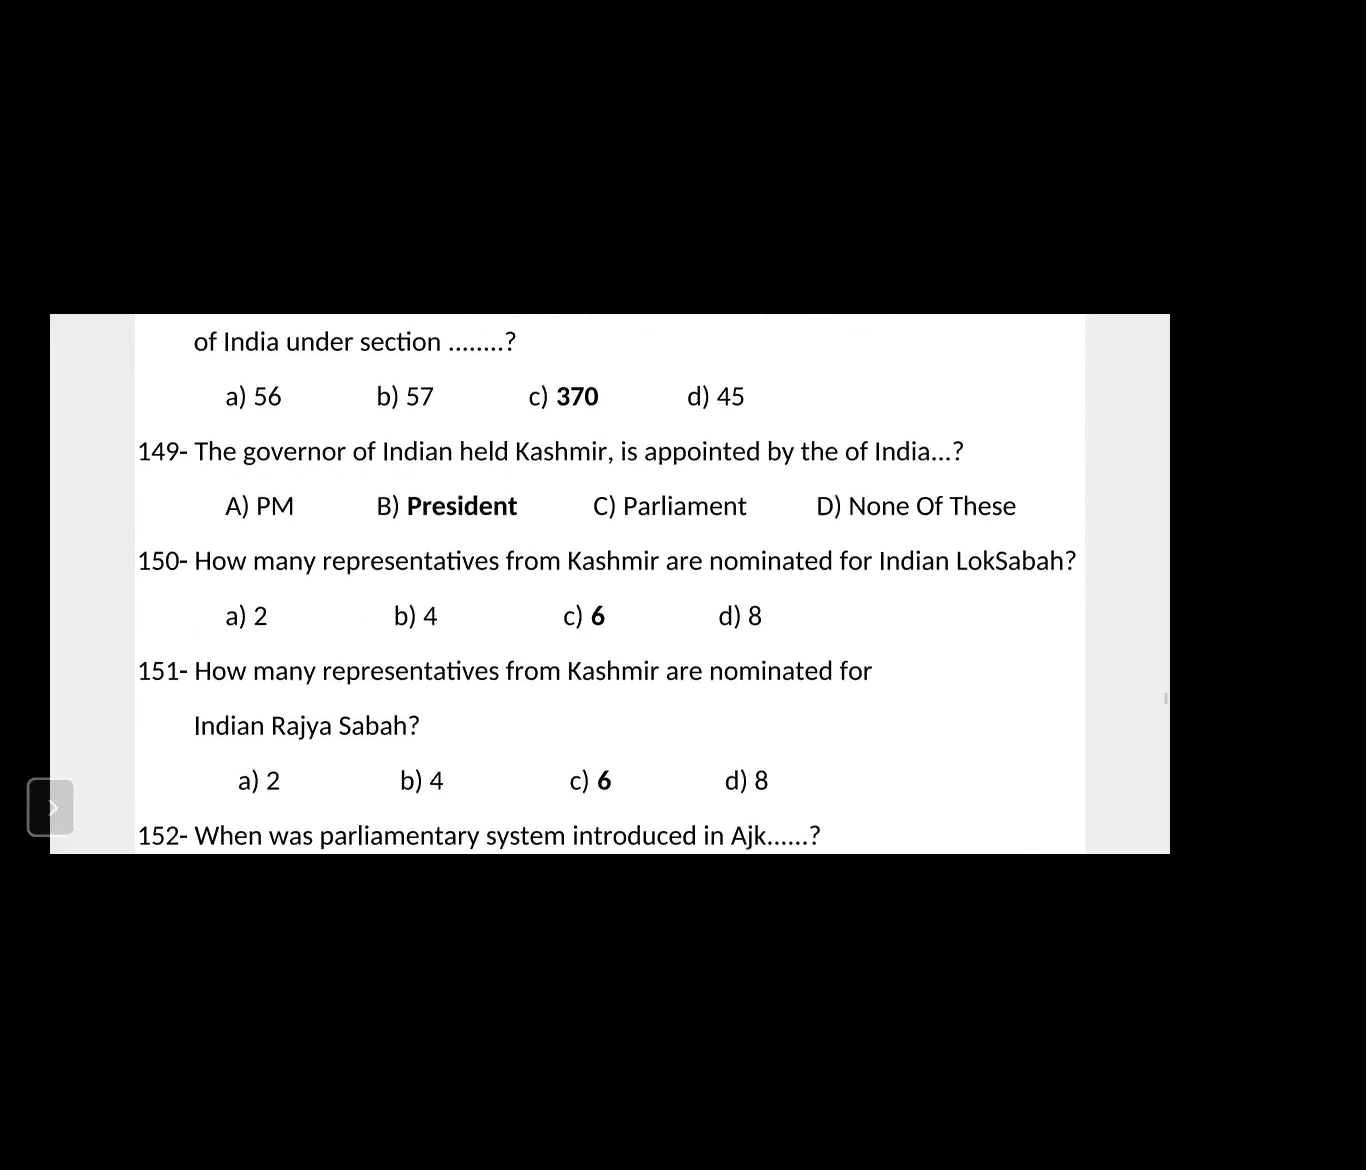 of India under section ........?
a) 56 b) 57 c) 370 d) 45
149- The governor of Indian held Kashmir, is appointed by the of India...?
A) PM B) President C) Parliament D) None Of These
150- How many representatives from Kashmir are nominated for Indian LokSabah?
a) 2 b) 4 c) 6 d) 8
151- How many representatives from Kashmir are nominated for
Indian Rajya Sabah?
a) 2 b) 4 c) 6 d) 8
152- When was parliamentary system introduced in Ajk......?